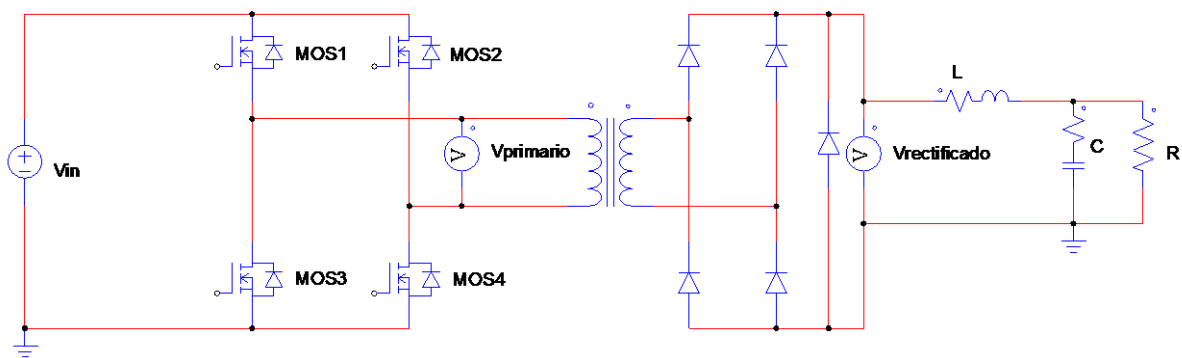 MOS1
MOS2
L
Vprimario
V
V
Vrectificado
C
R
Vin
MOS3
MOS4